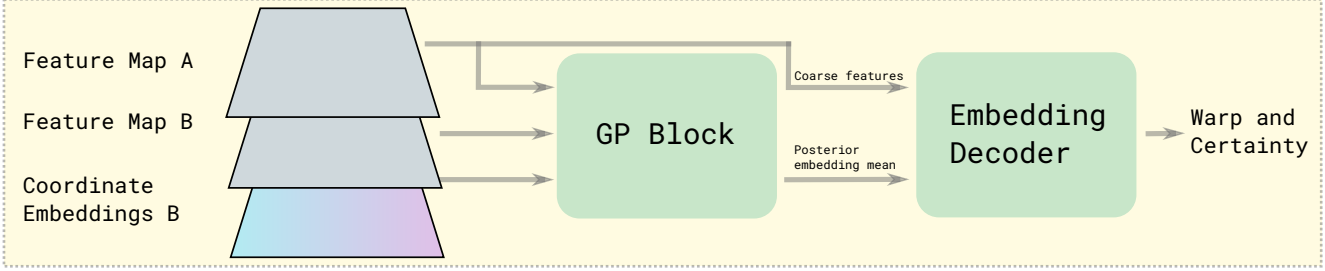 Feature Map A
Feature Map B
Coordinate
Embeddings B
GP Block
Coarse features
Posterior
embedding mean
Embedding
Decoder
Warp and
Certainty